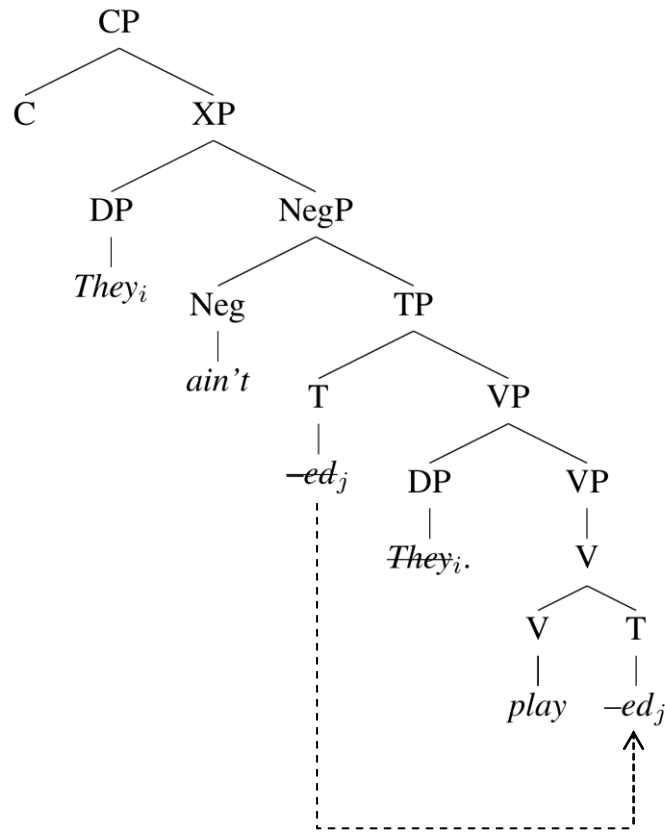 CP
C XP
DP NegP
They_i Neg TP
ain't T VP
–ed_j DP VP
They_i. V
V T
play –ed_j